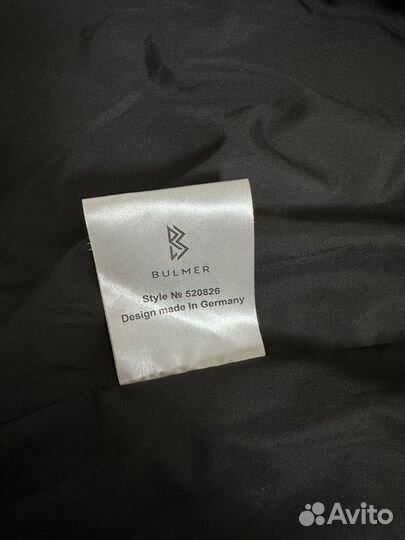 BULMER
Style № 520826
Design made in Germany
Avito